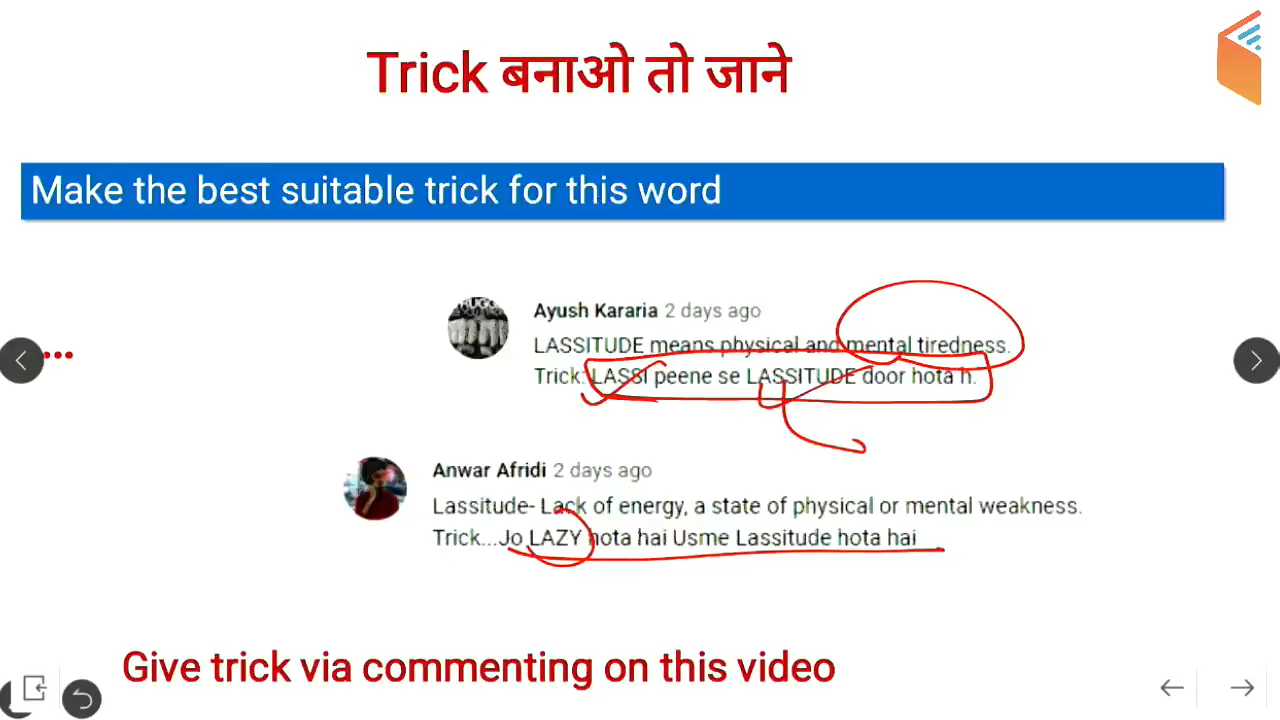 Trick बनाओ तो जाने
Make the best suitable trick for this word
Ayush Kararia 2 days ago
LASSITUDE means physical and mental tiredness.
Trick: LASSI peene se LASSITUDE door hota h.
Anwar Afridi 2 days ago
Lassitude- Lack of energy, a state of physical or mental weakness.
Trick...Jo LAZY hota hai Usme Lassitude hota hai
Give trick via commenting on this video